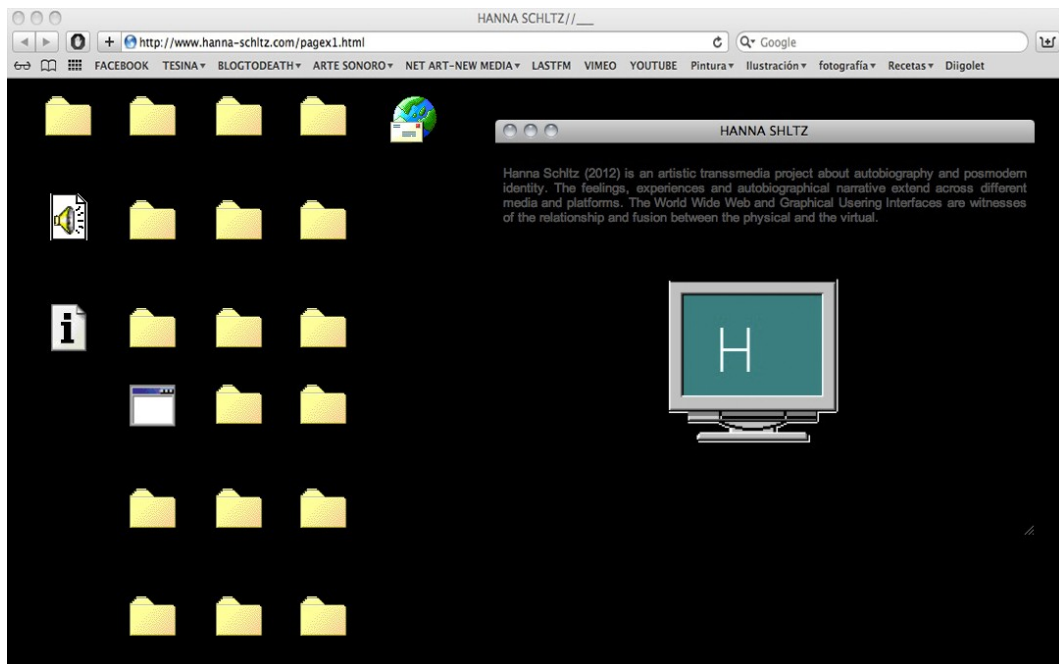 HANNA SCHLTZ//___
http://www.hanna-schltz.com/pagex1.html
Google
FACEBOOK TESINA BLOGTODEATH ARTE SONORO NET ART-NEW MEDIA LASTFM VIMEO YOUTUBE Pintura Ilustración fotografía Recetas Diigolet
HANNA SHLTZ
Hanna Schltz (2012) is an artistic transsmedia project about autobiography and posmodern
identity. The feelings, experiences and autobiographical narrative extend across different
media and platforms. The World Wide Web and Graphical Usering Interfaces are witnesses
of the relationship and fusion between the physical and the virtual.
i
H